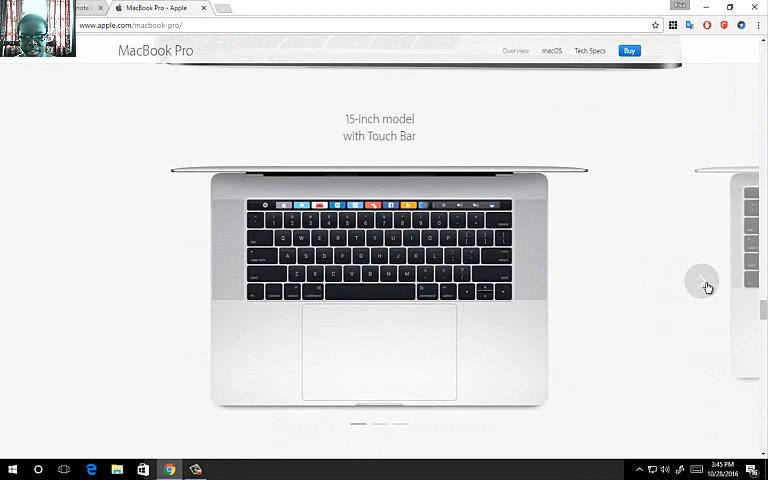 note
MacBook Pro - Apple
www.apple.com/macbook-pro/
MacBook Pro
Overview
macOS
Tech Specs
Buy
15-inch model
with Touch Bar
Q W E R T Y U I O P
A S D F G H J K L
Z X C V B N M
3:45 PM
10/28/2016